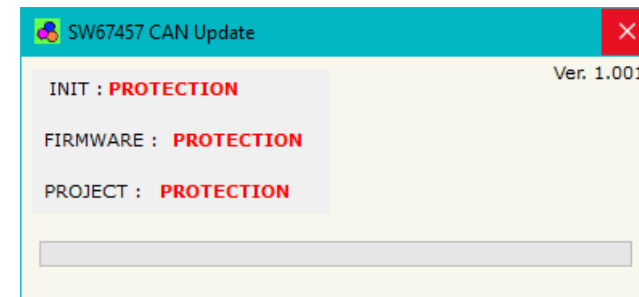 SW67457 CAN Update
Ver. 1.001
INIT : PROTECTION
FIRMWARE : PROTECTION
PROJECT : PROTECTION